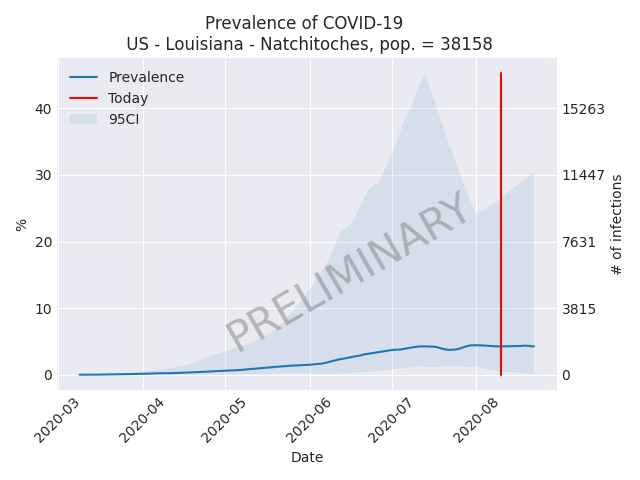 Prevalence of COVID-19
US - Louisiana - Natchitoches, pop. = 38158
Prevalence
Today
95CI
40
30
20
10
0
%
15263
11447
7631
3815
0
# of infections
PRELIMINARY
2020-03
2020-04
2020-05
2020-06
2020-07
2020-08
Date